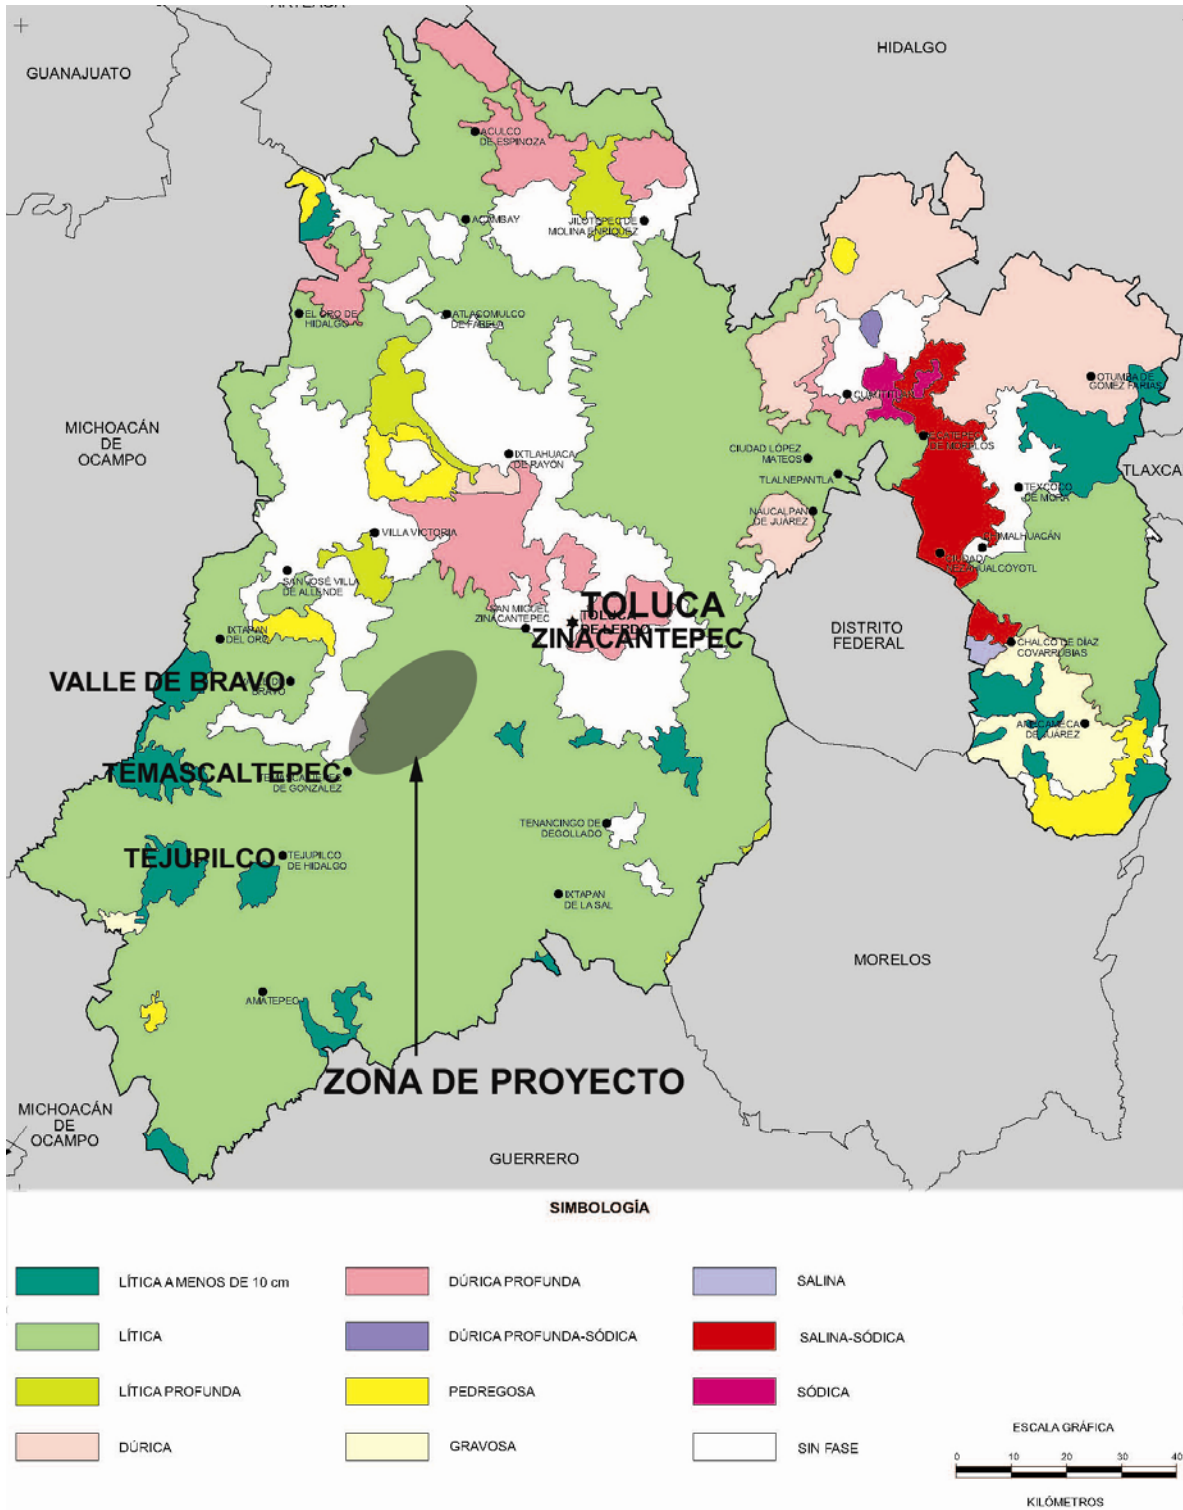 ARTEAGA
HIDALGO
GUANAJUATO
ACULCO
DE ESPINOZA
ACAMBAY
JILOTEPEC DE
MOLINA ENRIQUEZ
EL ORO DE
HIDALGO
ATLACOMULCO
DE FABELA
OTUMBA DE
GOMEZ FARIAS
MICHOACÁN
DE
OCAMPO
ECATEPEC
DE MORELOS
CIUDAD LÓPEZ
MATEOS
IXTLAHUACA
DE RAYÓN
TLALNEPANTLA
TLAXCA
TEXCOCO
DE MORA
NAUCALPAN
DE JUÁREZ
VILLA VICTORIA
CHIMALHUACÁN
CIUDAD
NEZAHUALCOYOTL
SAN JOSÉ VILLA
DE ALLENDE
SAN MIGUEL
ZINACANTEPEC
TOLUCA
TOLUCA
DE LERDO
ZINACANTEPEC
IXTAPAN
DEL ORO
DISTRITO
FEDERAL
CHALCO DE DÍAZ
COVARRUBIAS
VALLE DE BRAVO
BRAVO
AMECAMECA
DE JUÁREZ
TEMASCALTEPEC
DE GONZÁLEZ
TENANCINGO DE
DEGOLLADO
TEJUPILCO
TEJUPILCO
DE HIDALGO
IXTAPAN
DE LA SAL
MORELOS
AMATEPEC
ZONA DE PROYECTO
MICHOACÁN
DE
OCAMPO
GUERRERO
SIMBOLOGÍA
LÍTICA A MENOS DE 10 cm
DÚRICA PROFUNDA
SALINA
LÍTICA
DÚRICA PROFUNDA-SÓDICA
SALINA-SÓDICA
LÍTICA PROFUNDA
PEDREGOSA
SÓDICA
DÚRICA
GRAVOSA
SIN FASE
ESCALA GRÁFICA
0 10 20 30 40
KILÓMETROS